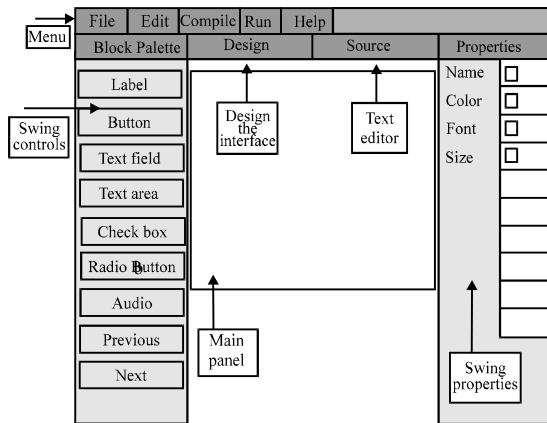 File Edit Compile Run Help
Menu
Block Palette Design Source Properties
Label
Button
Text field
Text area
Check box
Radio Button
Audio
Previous
Next
Swing
controls
Design
the
interface
Text
editor
Main
panel
Name
Color
Font
Size
Swing
properties